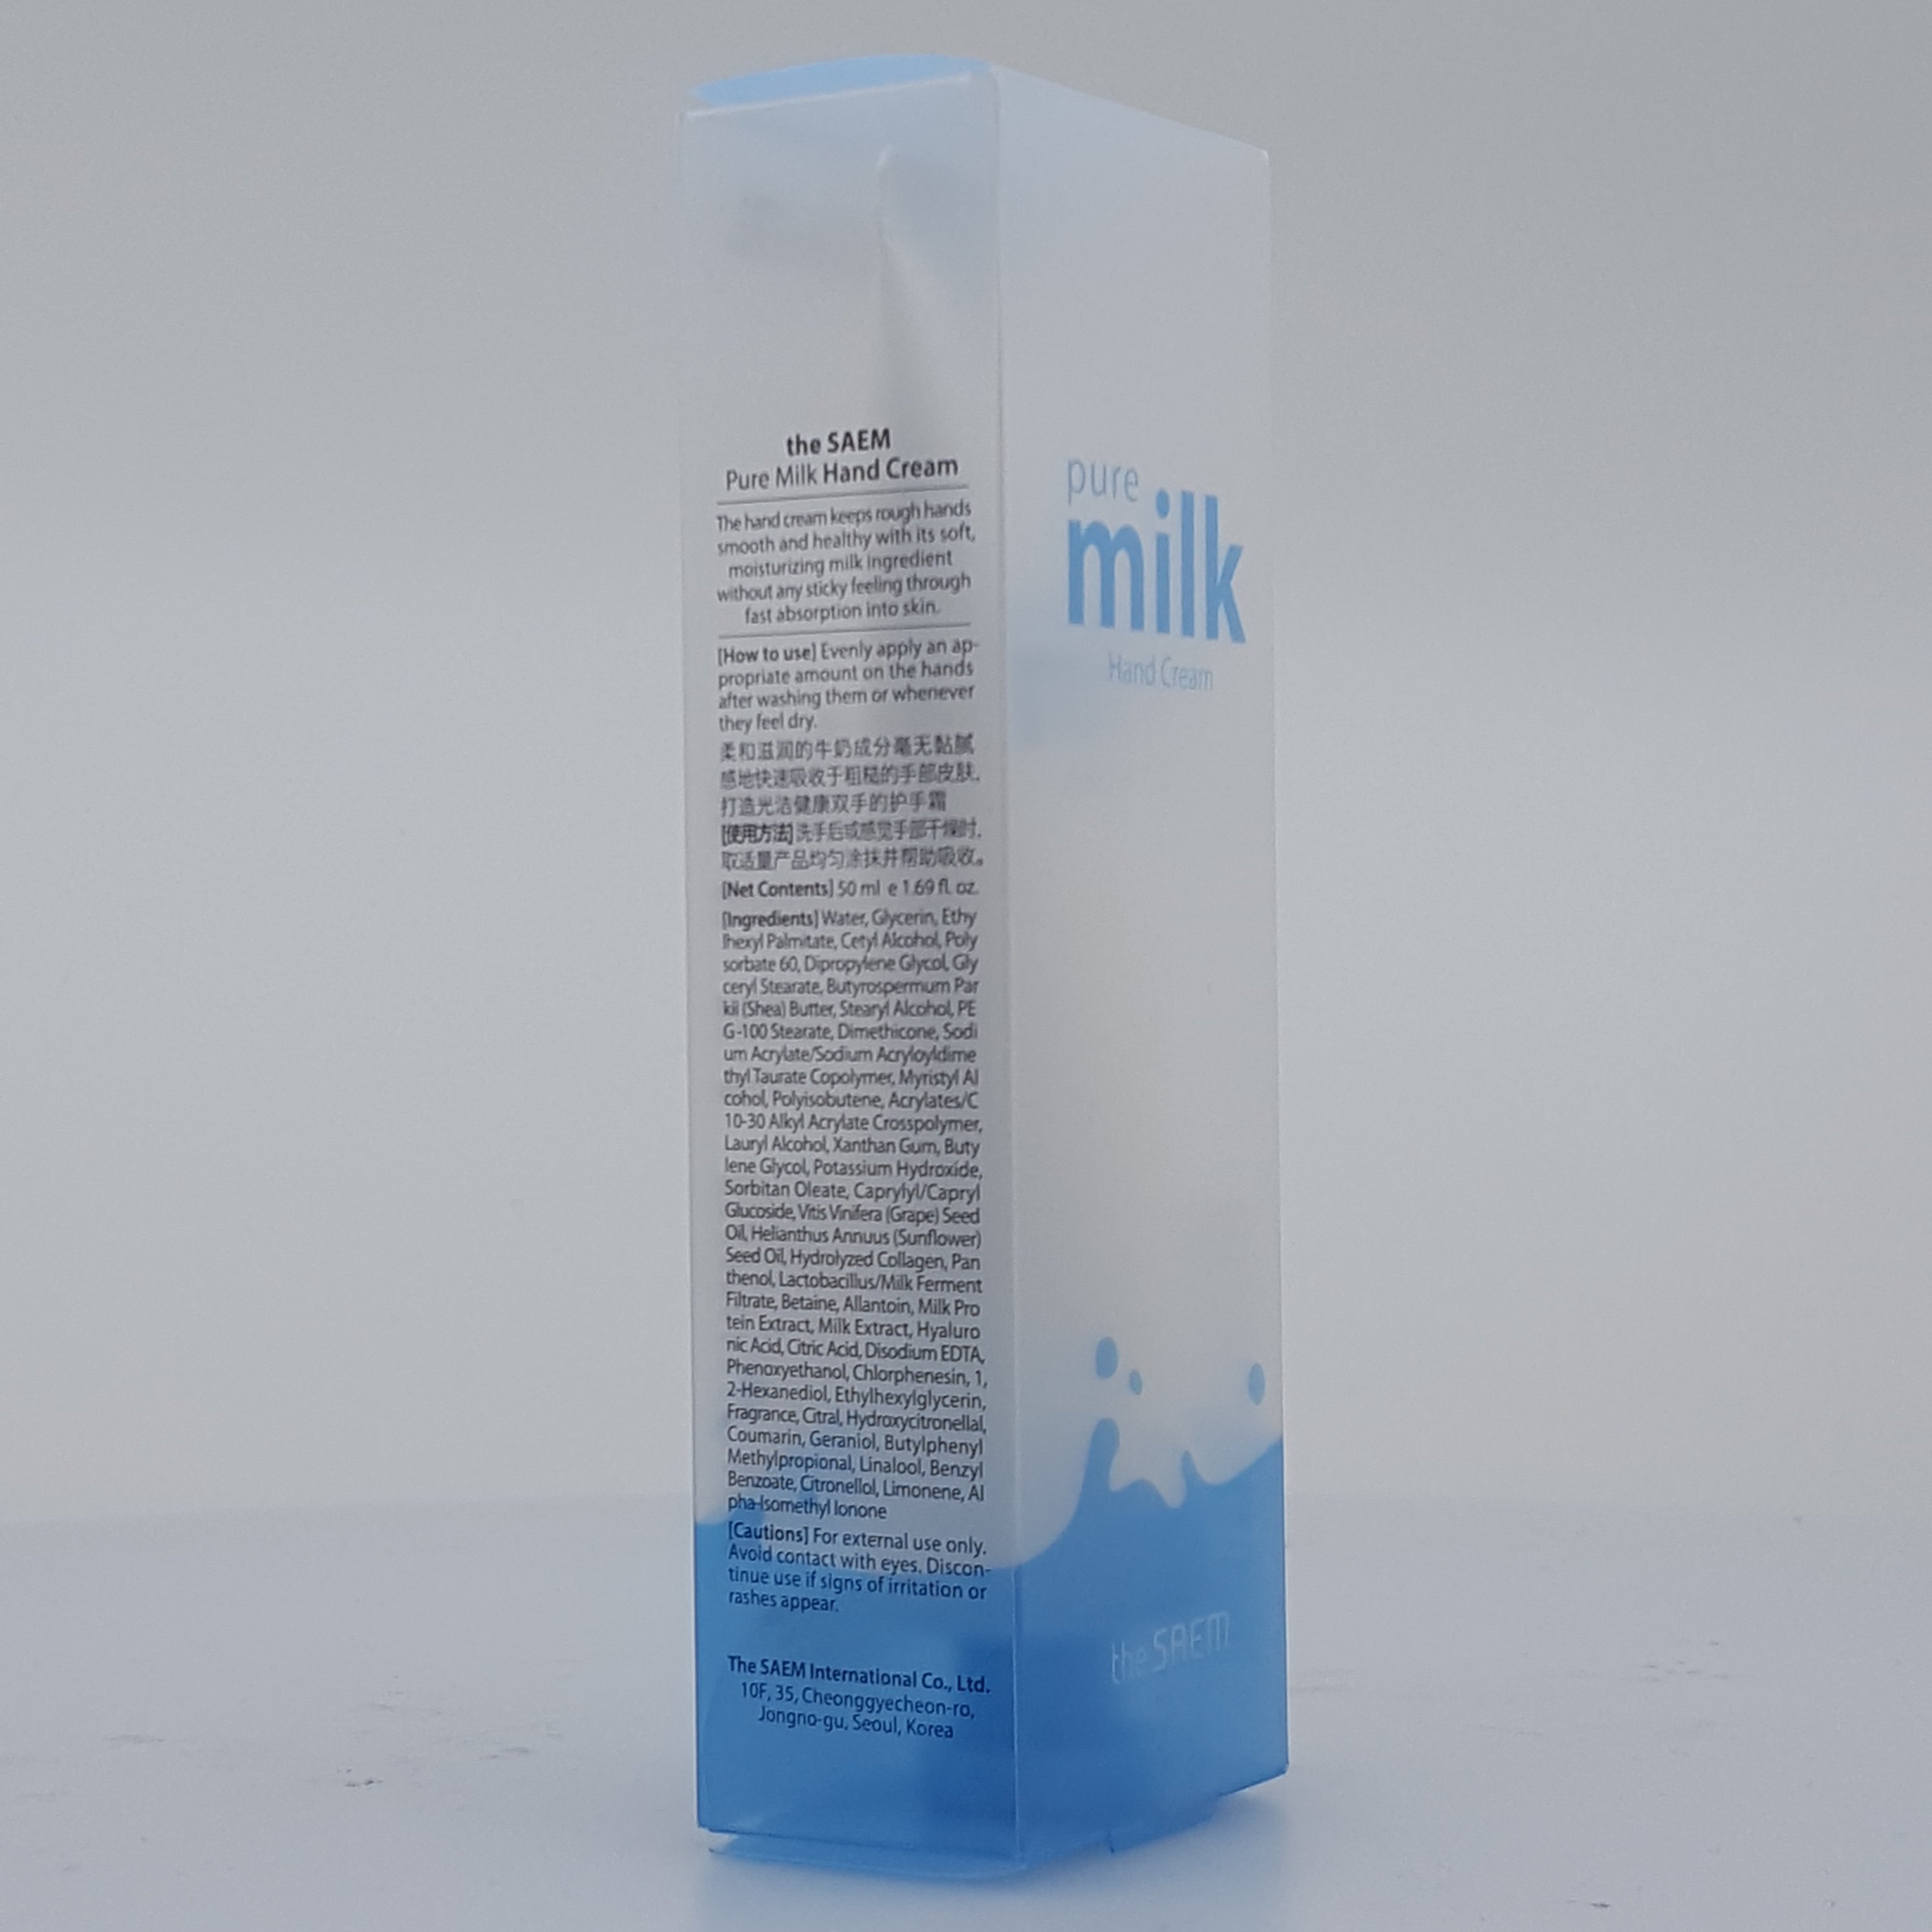 the SAEM
Pure Milk Hand Cream
The hand cream keeps rough hands
smooth and healthy with its soft,
moisturizing milk ingredient
without any sticky feeling through
fast absorption into skin.
[How to use] Evenly apply an ap-
propriate amount on the hands
after washing them or whenever
they feel dry.
柔和滋润的牛奶成分毫无黏腻
感地快速吸收于粗糙的手部皮肤，
打造光洁健康双手的护手霜
[使用方法] 洗手后或感觉手部干燥时，
取适量产品均匀涂抹并帮助吸收。
[Net Contents] 50 ml e 1.69 fl. oz.
[Ingredients] Water, Glycerin, Ethy
lhexyl Palmitate, Cetyl Alcohol, Poly
sorbate 60, Dipropylene Glycol, Gly
ceryl Stearate, Butyrospermum Par
kii (Shea) Butter, Stearyl Alcohol, PE
G-100 Stearate, Dimethicone, Sodi
um Acrylate/Sodium Acryloyldime
thyl Taurate Copolymer, Myristyl Al
cohol, Polyisobutene, Acrylates/C
10-30 Alkyl Acrylate Crosspolymer,
Lauryl Alcohol, Xanthan Gum, Buty
lene Glycol, Potassium Hydroxide,
Sorbitan Oleate, Caprylyl/Capryl
Glucoside, Vitis Vinifera (Grape) Seed
Oil, Helianthus Annuus (Sunflower)
Seed Oil, Hydrolyzed Collagen, Pan
thenol, Lactobacillus/Milk Ferment
Filtrate, Betaine, Allantoin, Milk Pro
tein Extract, Milk Extract, Hyaluro
nic Acid, Citric Acid, Disodium EDTA,
Phenoxyethanol, Chlorphenesin, 1,
2-Hexanediol, Ethylhexylglycerin,
Fragrance, Citral, Hydroxycitronellal,
Coumarin, Geraniol, Butylphenyl
Methylpropional, Linalool, Benzyl
Benzoate, Citronellol, Limonene, Al
pha-Isomethyl Ionone
[Cautions] For external use only.
Avoid contact with eyes. Discon-
tinue use if signs of irritation or
rashes appear.
The SAEM International Co., Ltd.
10F, 35, Cheonggyecheon-ro,
Jongno-gu, Seoul, Korea
pure
milk
Hand Cream
the SAEM